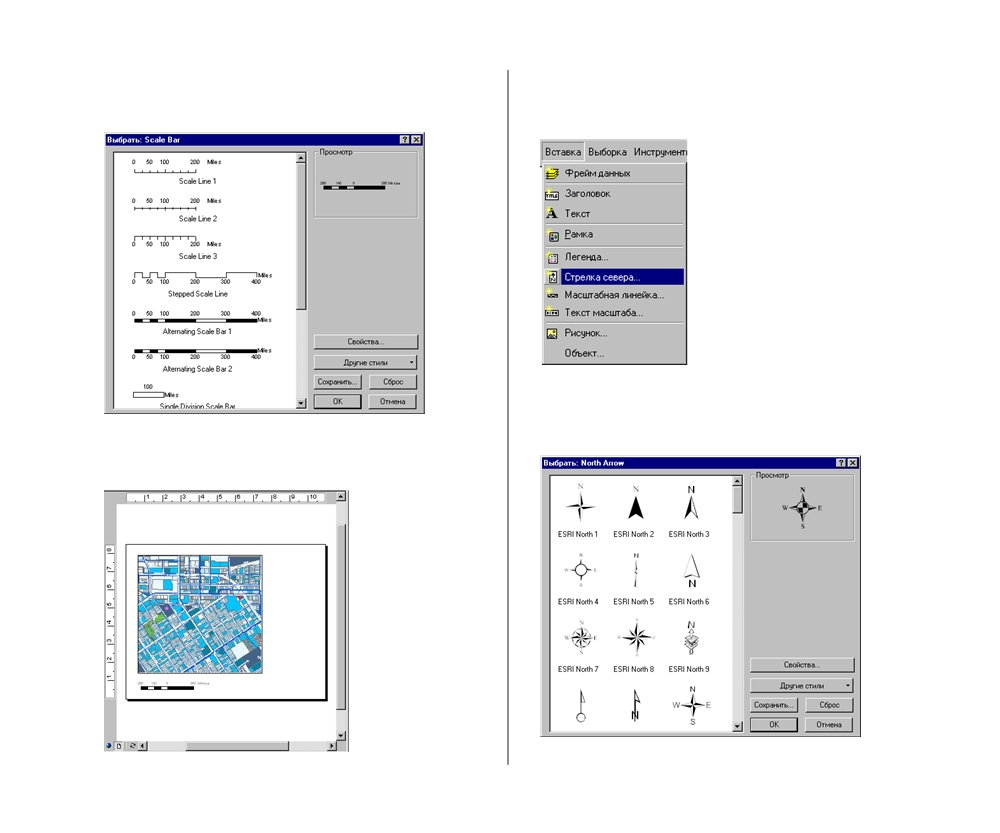 Выбрать: Scale Bar
0 50 100 200 Miles
Scale Line 1
0 50 100 200 Miles
Scale Line 2
0 50 100 200 Miles
Scale Line 3
0 50 100 200 300 400 Miles
Stepped Scale Line
0 50 100 200 300 400 Miles
Alternating Scale Bar 1
0 50 100 200 300 400 Miles
Alternating Scale Bar 2
100 Miles
Single Division Scale Bar
Просмотр
Свойства...
Другие стили
Сохранить... Сброс
OK Отмена
1 2 3 4 5 6 7 8 9 10
8
7
6
5
4
3
2
1
Вставка Выборка Инструменты
Фрейм данных
TITLE Заголовок
A Текст
Рамка
Легенда...
Стрелка севера...
Масштабная линейка...
Текст масштаба...
Рисунок...
Объект...
Выбрать: North Arrow
N N N
ESRI North 1 ESRI North 2 ESRI North 3
N W E S N
ESRI North 4 ESRI North 5 ESRI North 6
N
ESRI North 7 ESRI North 8 ESRI North 9
N N W E S
Просмотр
N
W E
S
Свойства...
Другие стили
Сохранить... Сброс
OK Отмена